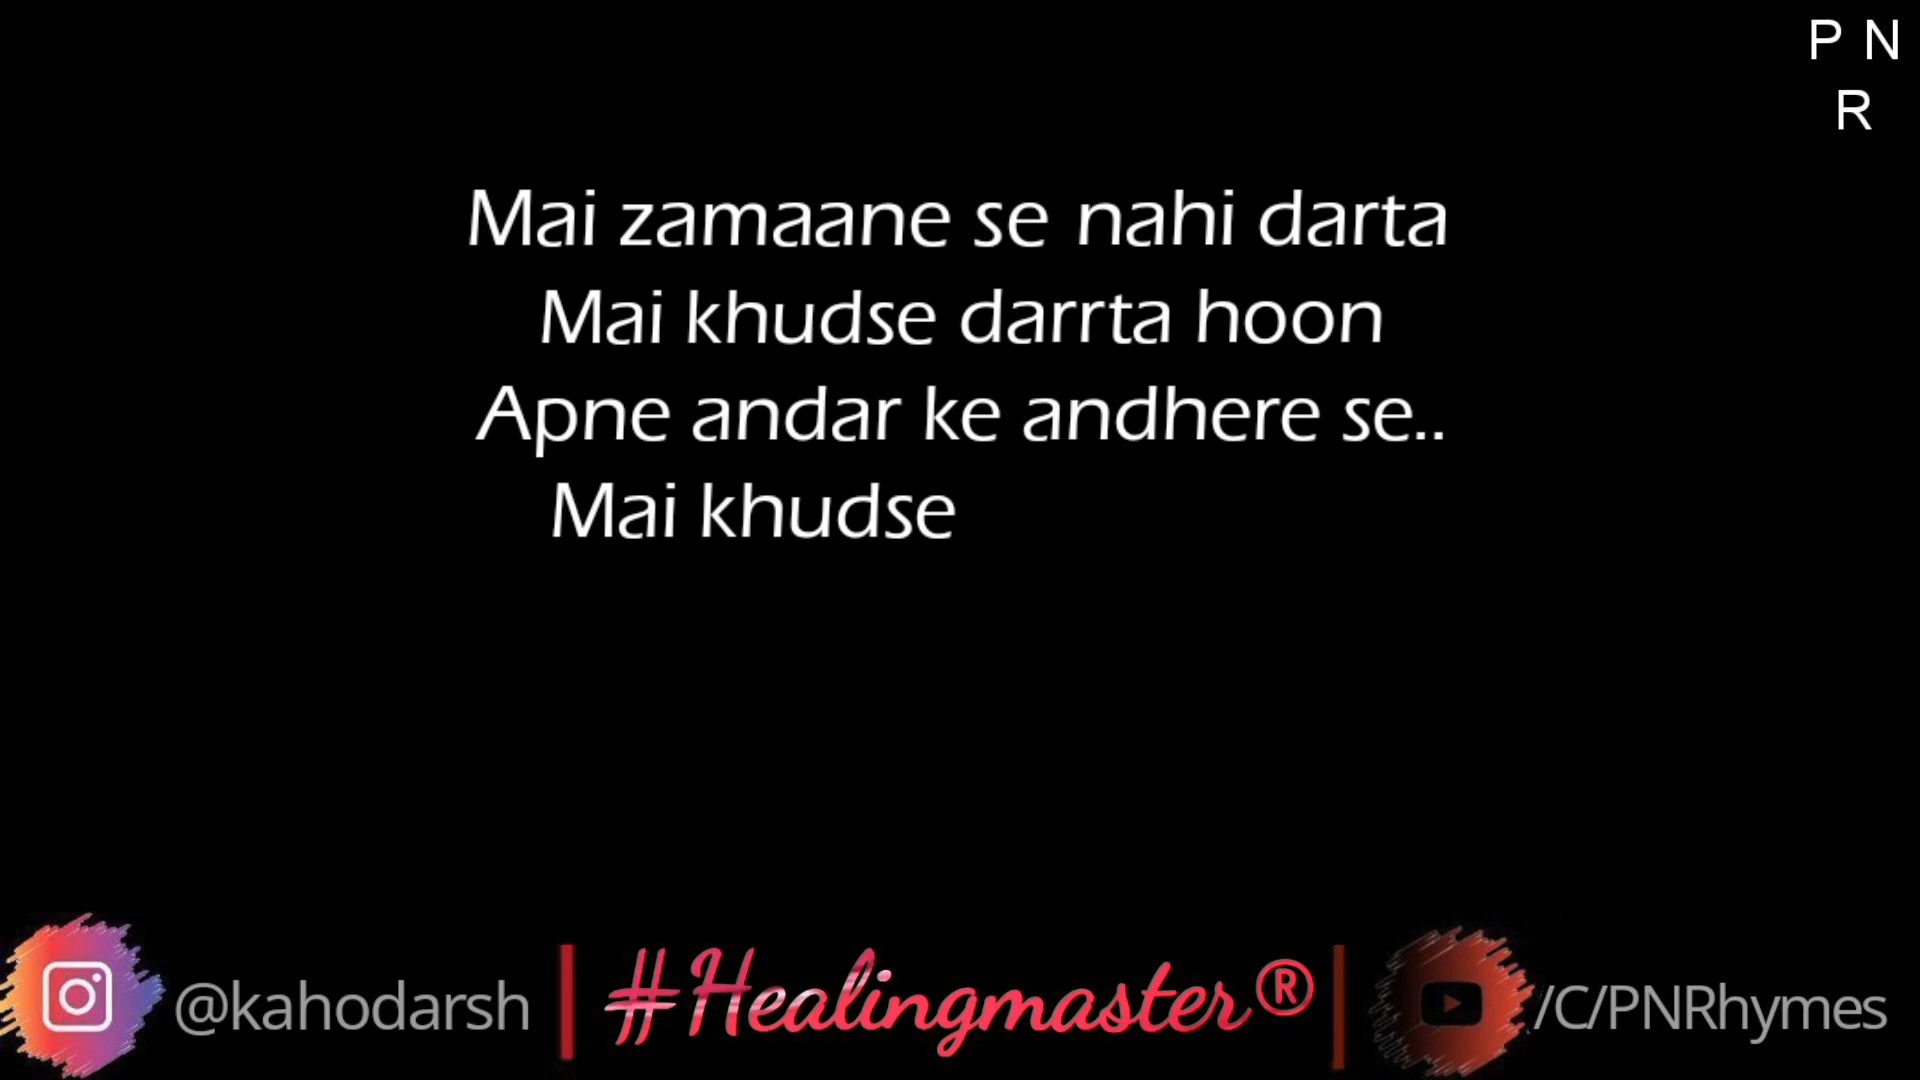 P N
R
Mai zamaane se nahi darta
Mai khudse darrta hoon
Apne andar ke andhere se..
Mai khudse
@kahodarsh
#Healingmaster®
/C/PNRhymes